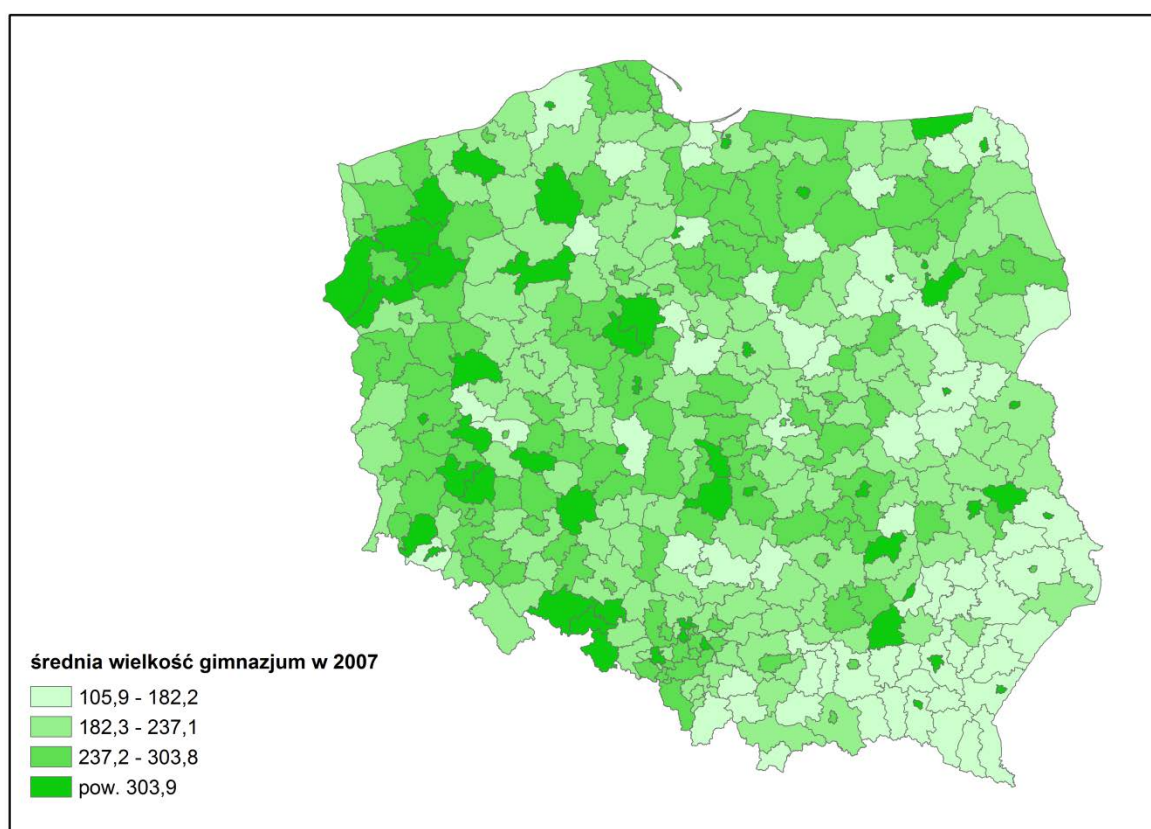 średnia wielkość gimnazjum w 2007
105,9 - 182,2
182,3 - 237,1
237,2 - 303,8
pow. 303,9